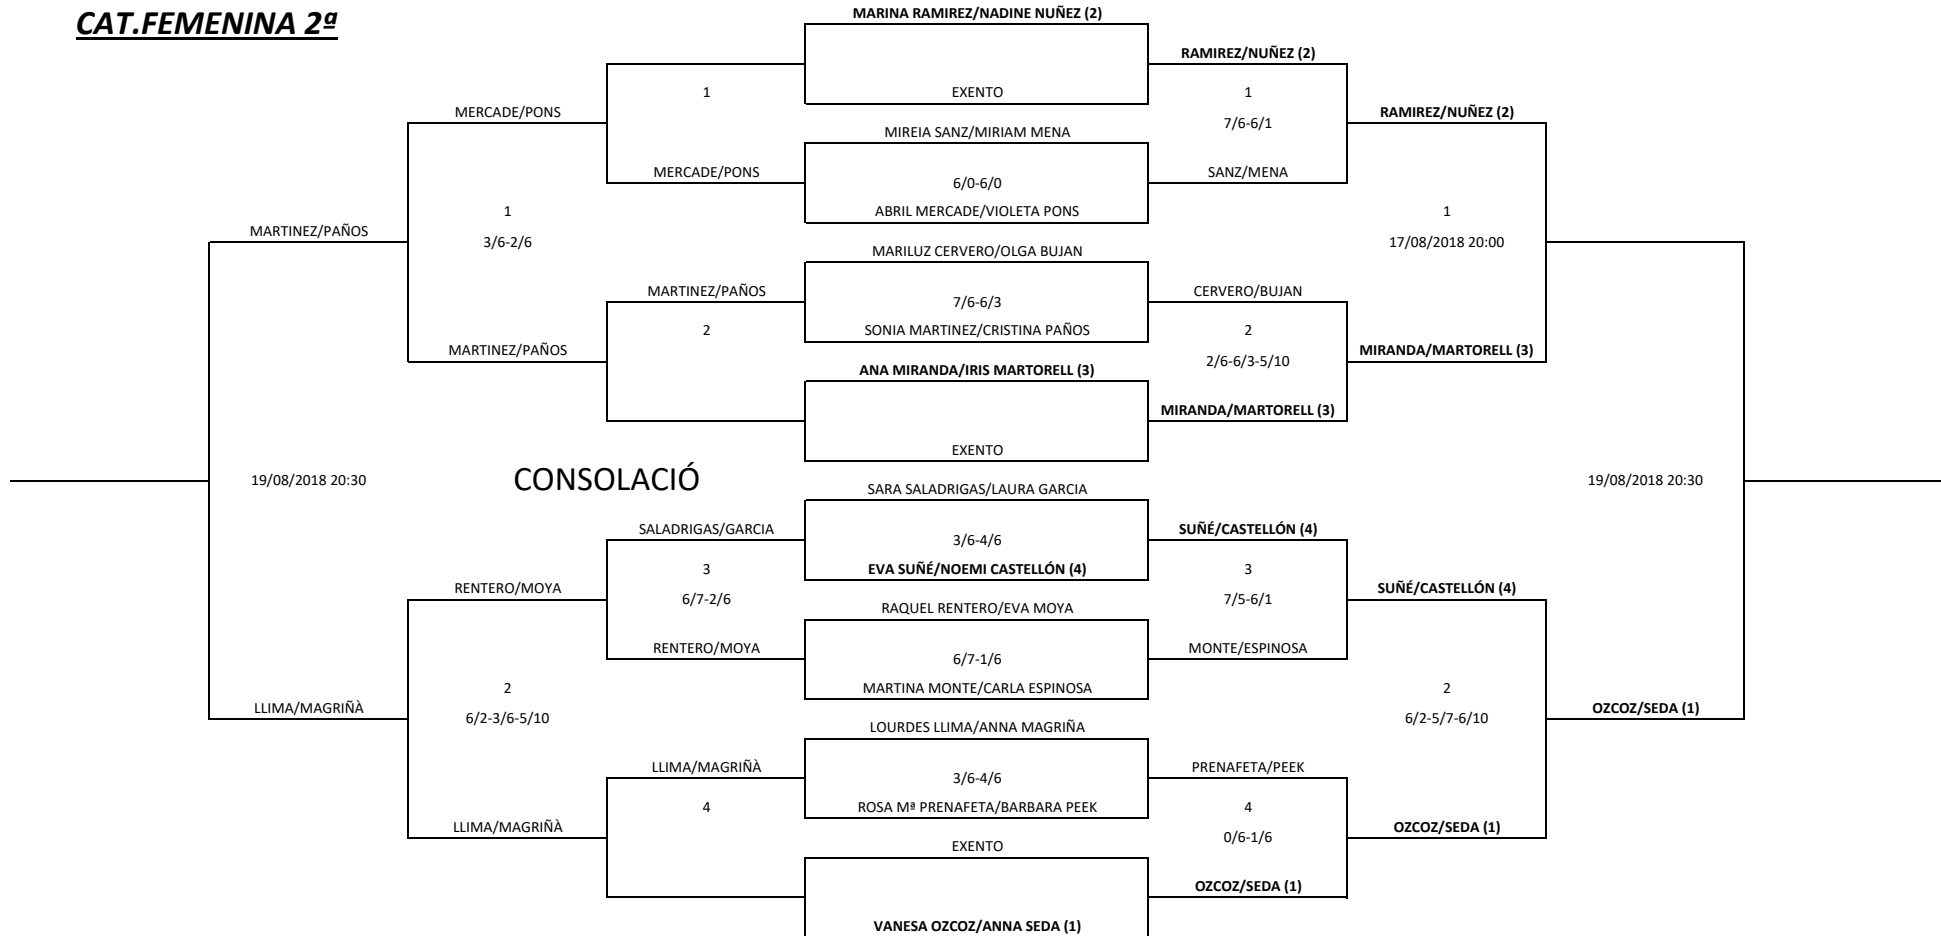 CAT.FEMENINA 2ª
MARINA RAMIREZ/NADINE NUÑEZ (2)
RAMIREZ/NUÑEZ (2)
1
EXENTO
1
MERCADE/PONS
7/6-6/1
RAMIREZ/NUÑEZ (2)
MIREIA SANZ/MIRIAM MENA
MERCADE/PONS
6/0-6/0
SANZ/MENA
1
ABRIL MERCADE/VIOLETA PONS
1
MARTINEZ/PAÑOS
3/6-2/6
17/08/2018 20:00
MARILUZ CERVERO/OLGA BUJAN
MARTINEZ/PAÑOS
7/6-6/3
CERVERO/BUJAN
2
SONIA MARTINEZ/CRISTINA PAÑOS
2
MARTINEZ/PAÑOS
2/6-6/3-5/10
MIRANDA/MARTORELL (3)
ANA MIRANDA/IRIS MARTORELL (3)
MIRANDA/MARTORELL (3)
EXENTO
19/08/2018 20:30
CONSOLACIÓ
19/08/2018 20:30
SARA SALADRIGAS/LAURA GARCIA
SALADRIGAS/GARCIA
3/6-4/6
SUÑÉ/CASTELLÓN (4)
3
EVA SUÑÉ/NOEMI CASTELLÓN (4)
3
RENTERO/MOYA
6/7-2/6
7/5-6/1
SUÑÉ/CASTELLÓN (4)
RAQUEL RENTERO/EVA MOYA
RENTERO/MOYA
6/7-1/6
MONTE/ESPINOSA
2
MARTINA MONTE/CARLA ESPINOSA
2
LLIMA/MAGRIÑÀ
6/2-3/6-5/10
6/2-5/7-6/10
OZCOZ/SEDA (1)
LOURDES LLIMA/ANNA MAGRIÑA
LLIMA/MAGRIÑÀ
3/6-4/6
PRENAFETA/PEEK
4
ROSA Mª PRENAFETA/BARBARA PEEK
4
LLIMA/MAGRIÑÀ
0/6-1/6
OZCOZ/SEDA (1)
EXENTO
OZCOZ/SEDA (1)
VANESA OZCOZ/ANNA SEDA (1)